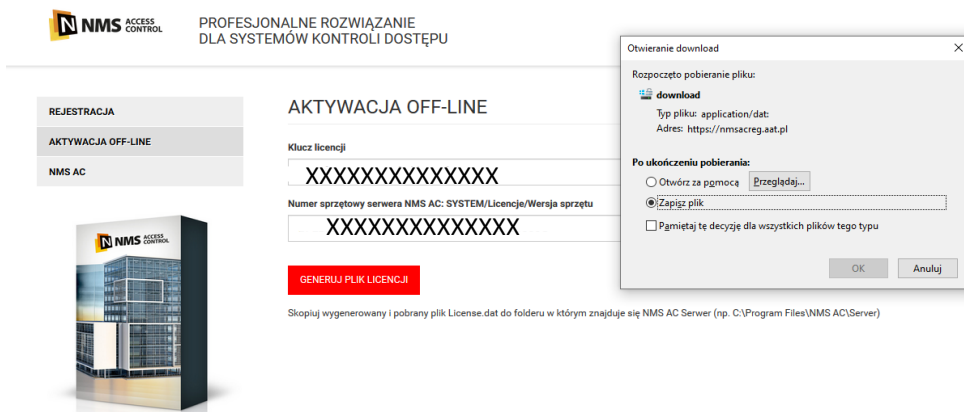 NMS ACCESS CONTROL
PROFESJONALNE ROZWIĄZANIE
DLA SYSTEMÓW KONTROLI DOSTĘPU
REJESTRACJA
AKTYWACJA OFF-LINE
NMS AC
NMS ACCESS CONTROL
AKTYWACJA OFF-LINE
Klucz licencji
XXXXXXXXXXXXXX
Numer sprzętowy serwera NMS AC: SYSTEM/Licencje/Wersja sprzętu
XXXXXXXXXXXXXX
GENERUJ PLIK LICENCJI
Skopiuj wygenerowany i pobrany plik License.dat do folderu w którym znajduje się NMS AC Serwer (np. C:\Program Files\NMS AC\Server)
Otwieranie download
Rozpoczęto pobieranie pliku:
download
Typ pliku: application/dat:
Adres: https://nmsacreg.aat.pl
Po ukończeniu pobierania:
Otwórz za pomocą Przeglądaj...
Zapisz plik
Pamiętaj tę decyzję dla wszystkich plików tego typu
OK Anuluj